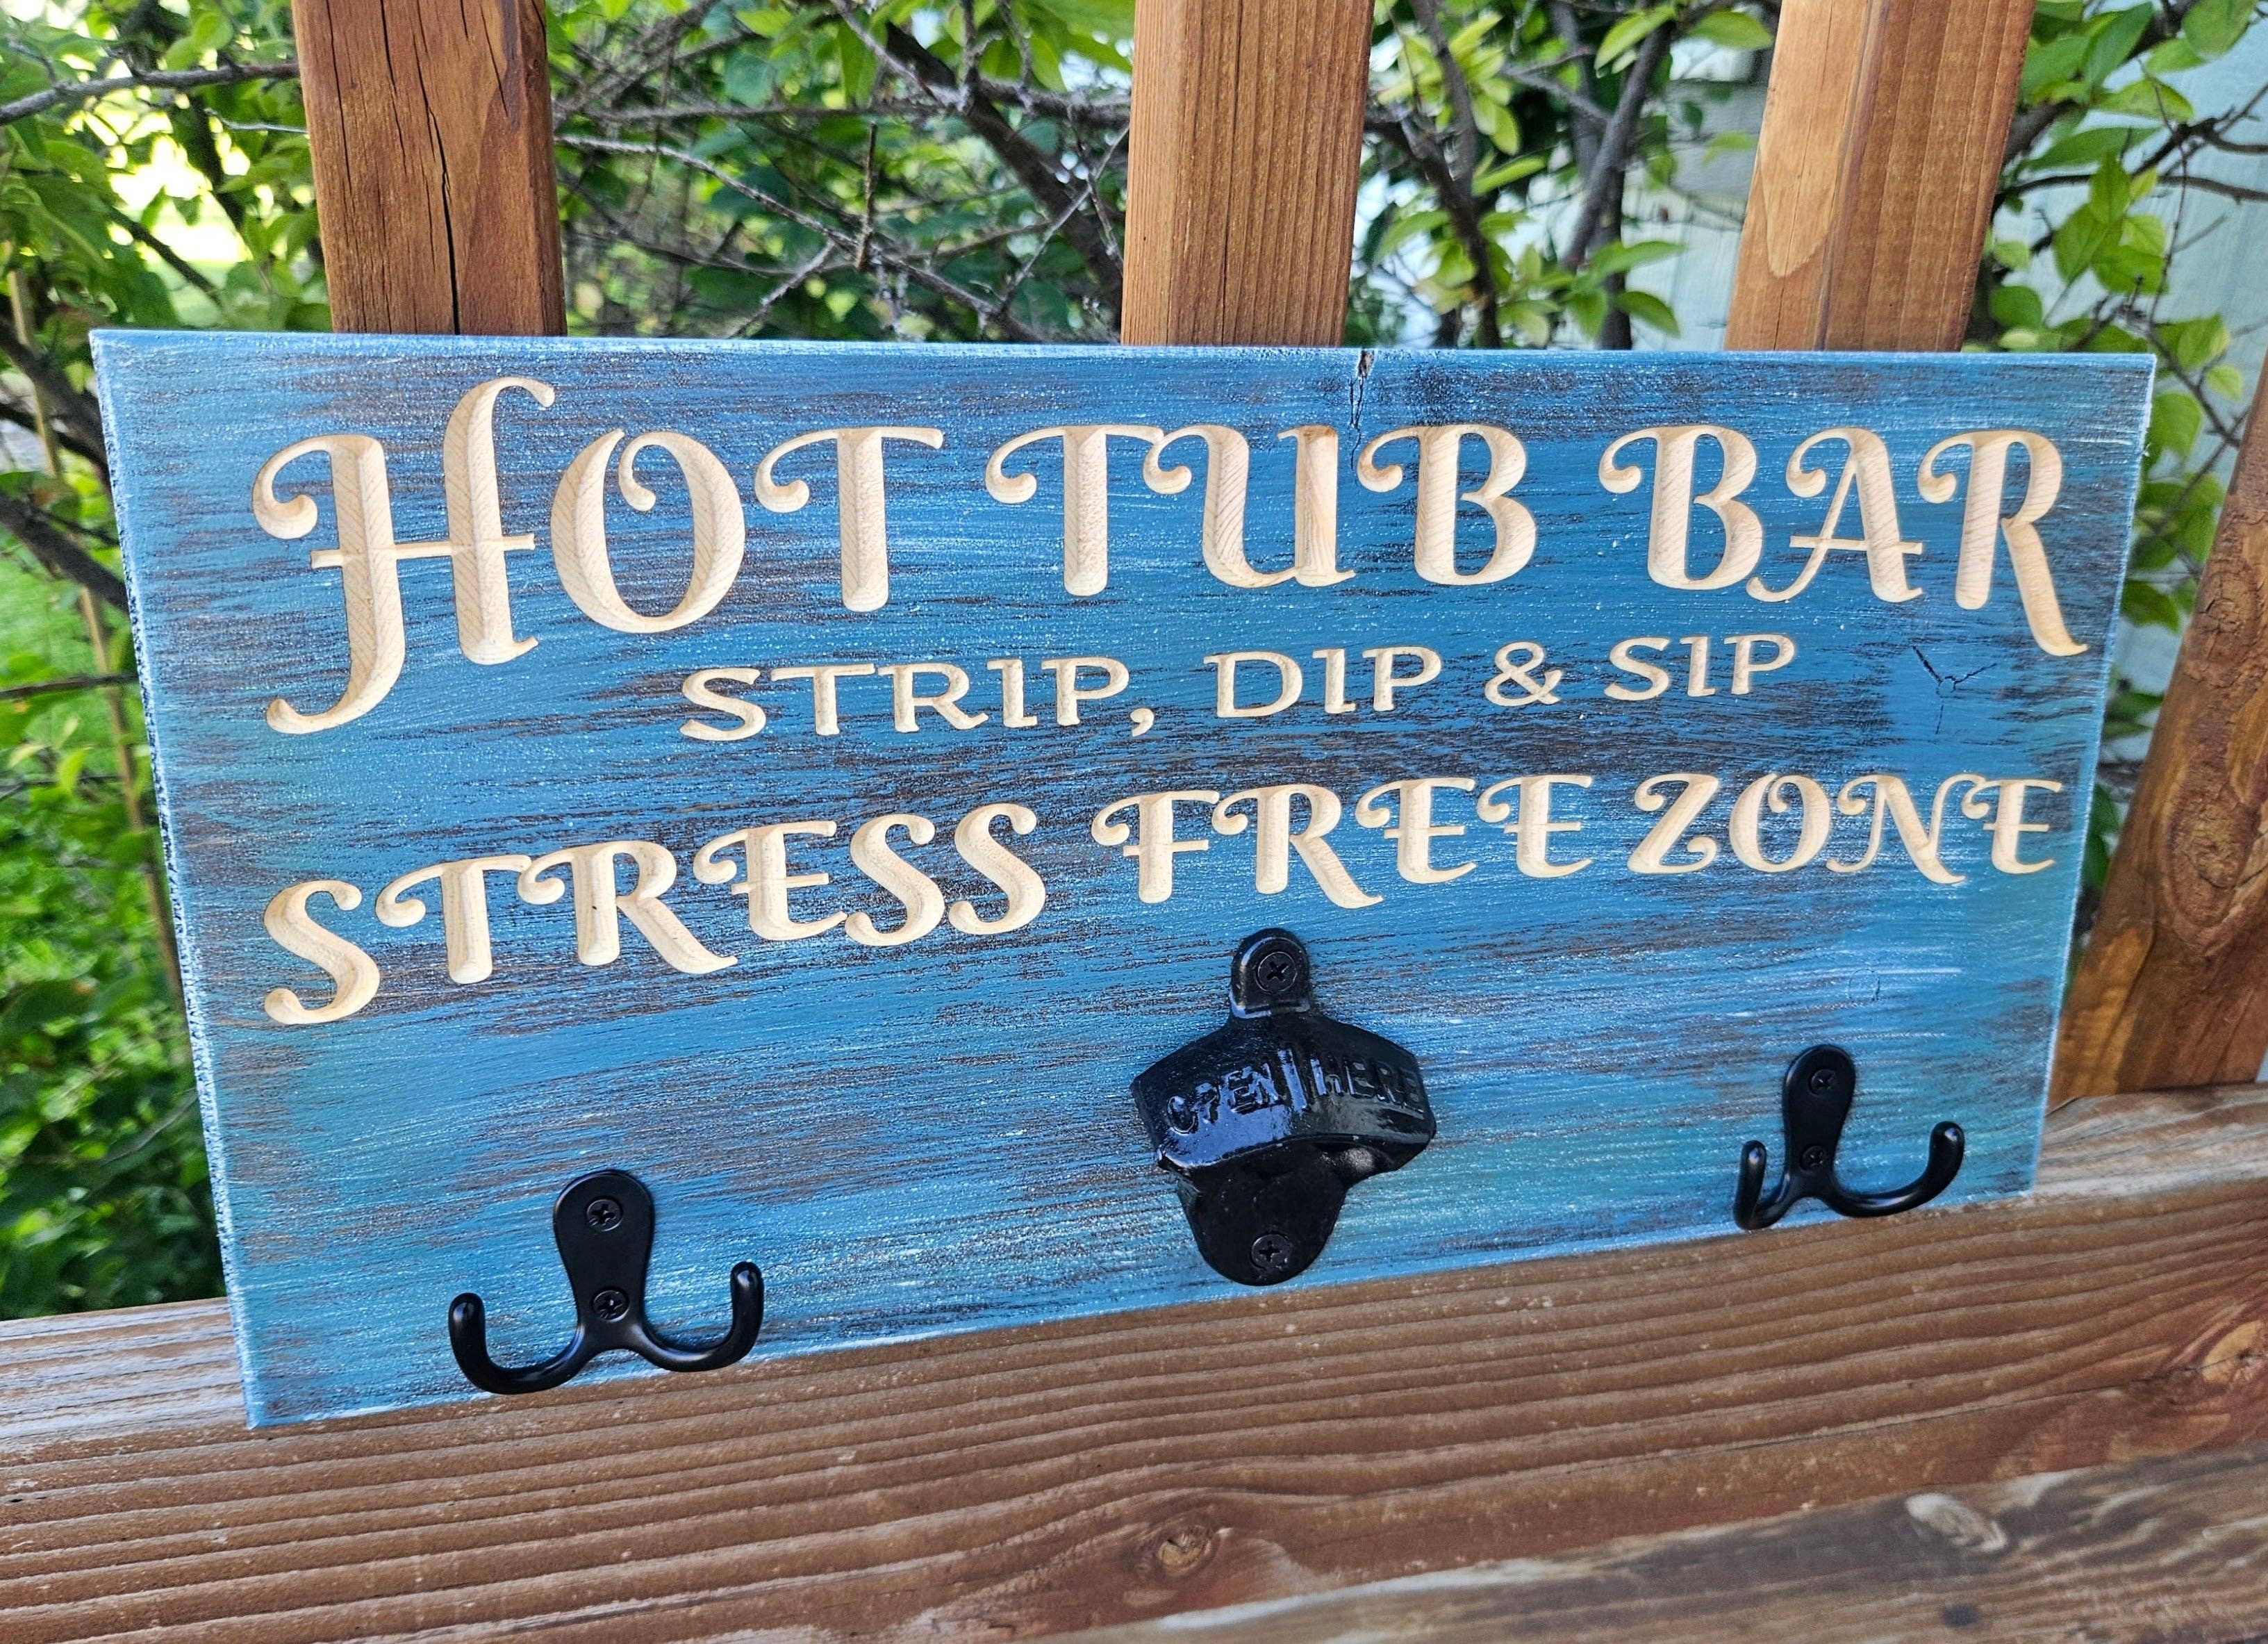 HOT TUB BAR
STRIP, DIP & SIP
STRESS FREE ZONE
OPEN HERE